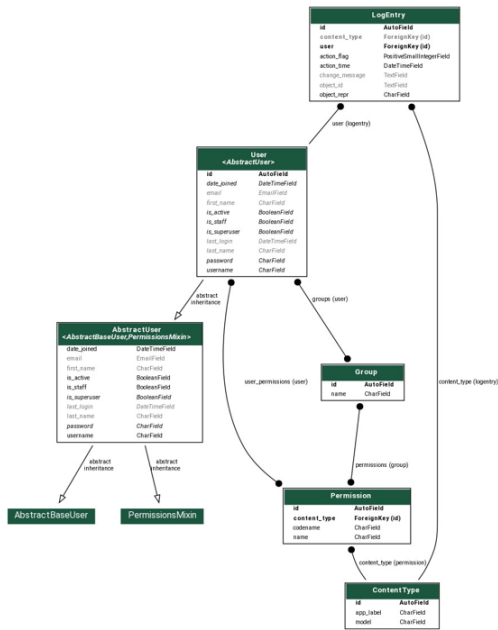 LogEntry
id AutoField
content_type ForeignKey (id)
user ForeignKey (id)
action_flag PositiveSmallIntegerField
action_time DateTimeField
change_message TextField
object_id TextField
object_repr CharField
user (logentry)
User
<AbstractUser>
id AutoField
date_joined DateTimeField
email EmailField
first_name CharField
is_active BooleanField
is_staff BooleanField
is_superuser BooleanField
last_login DateTimeField
last_name CharField
password CharField
username CharField
abstract
inheritance
groups (user)
AbstractUser
<AbstractBaseUser,PermissionsMixin>
date_joined DateTimeField
email EmailField
first_name CharField
is_active BooleanField
is_staff BooleanField
is_superuser BooleanField
last_login DateTimeField
last_name CharField
password CharField
username CharField
Group
id AutoField
name CharField
user_permissions (user)
content_type (logentry)
abstract
inheritance
abstract
inheritance
permissions (group)
AbstractBaseUser
PermissionsMixin
Permission
id AutoField
content_type ForeignKey (id)
codename CharField
name CharField
content_type (permission)
ContentType
id AutoField
app_label CharField
model CharField